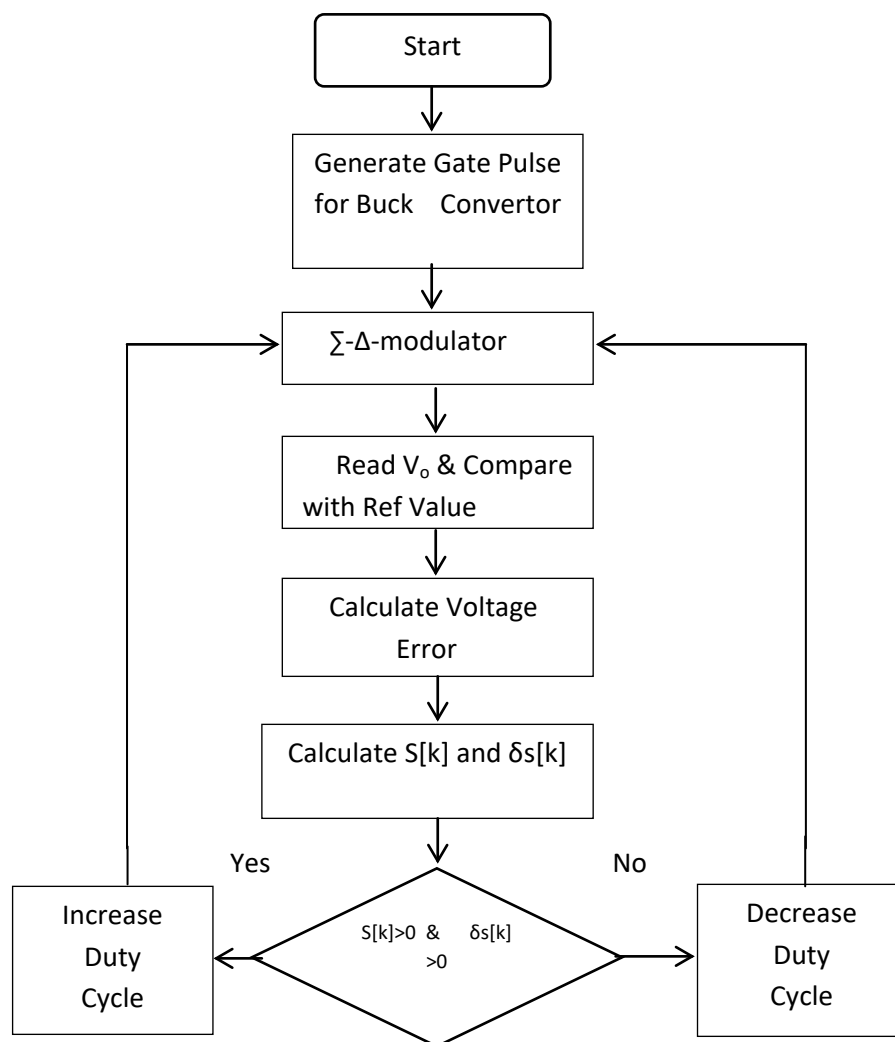 Start
Generate Gate Pulse
for Buck Convertor
∑-Δ-modulator
Read Vₒ & Compare
with Ref Value
Calculate Voltage
Error
Calculate S[k] and δs[k]
Yes
No
Increase
Duty
Cycle
S[k]>0 & δs[k]
>0
Decrease
Duty
Cycle